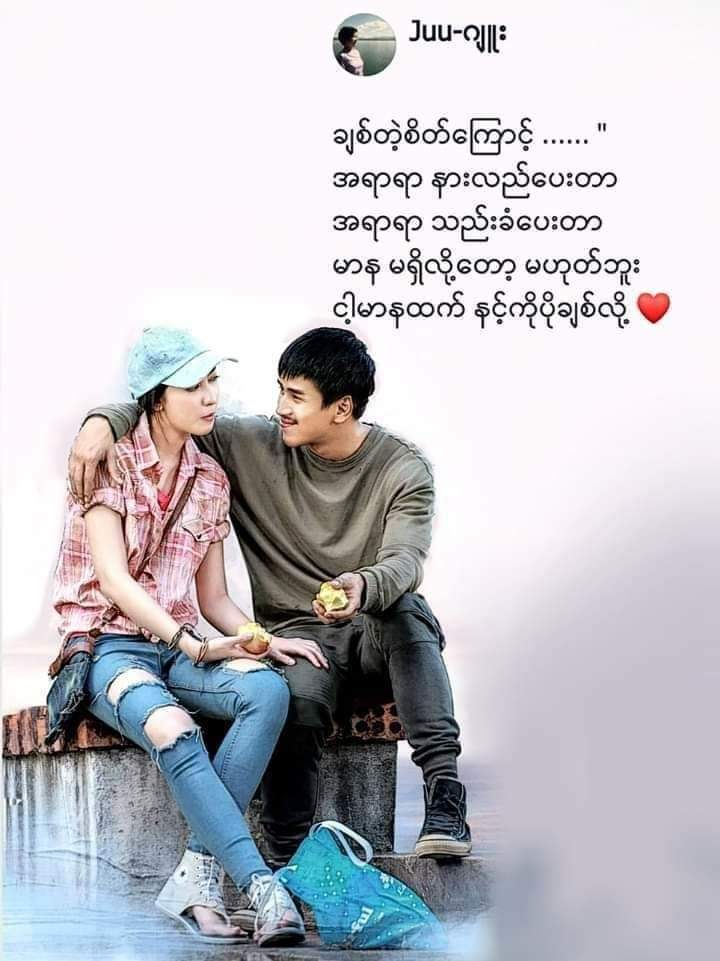 Juu-ဂျူး
ချစ်တဲ့စိတ်ကြောင့် ...... "
အရာရာ နားလည်ပေးတာ
အရာရာ သည်းခံပေးတာ
မာန မရှိလို့တော့ မဟုတ်ဘူး
ငါ့မာနထက် နင့်ကိုပိုချစ်လို့ ❤️